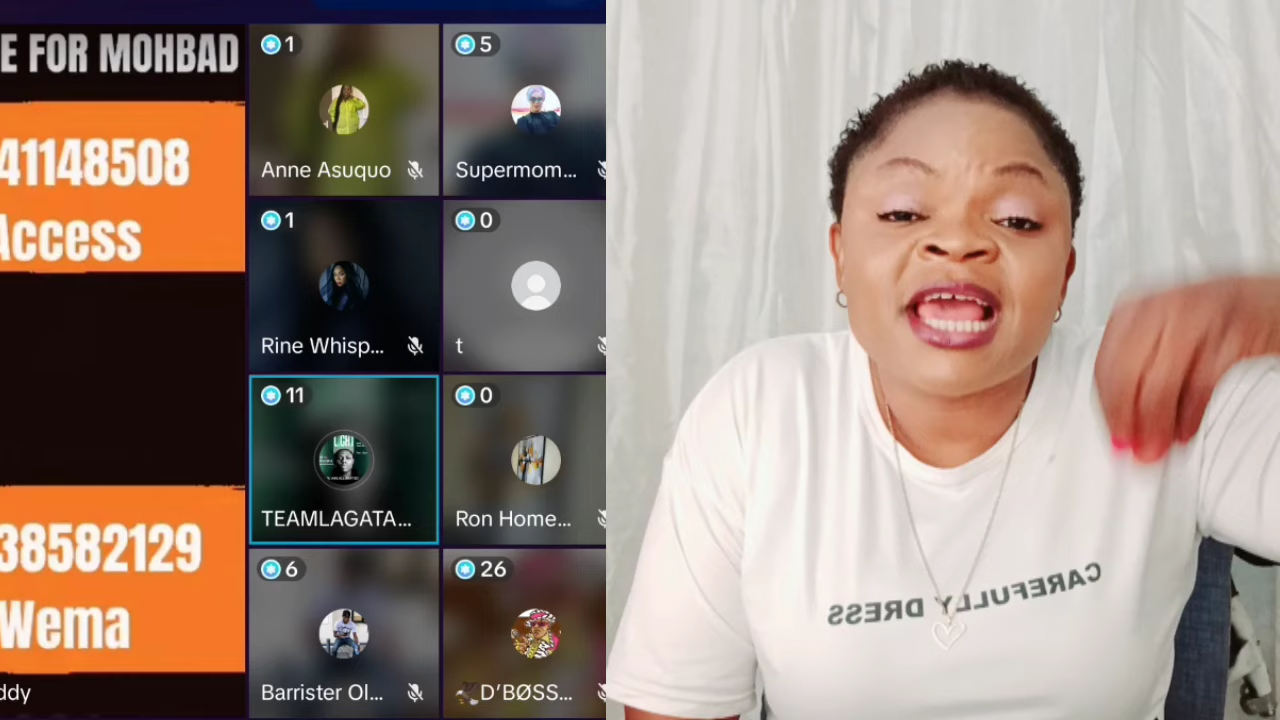 E FOR MOHBAD
41148508
Access
38582129
Wema
ddy
1
Anne Asuquo
5
Supermom...
1
Rine Whisp...
0
t
11
TEAMLAGATA...
0
Ron Home...
6
Barrister Ol...
26
D'BØSS...
CAREFULLY DRESS